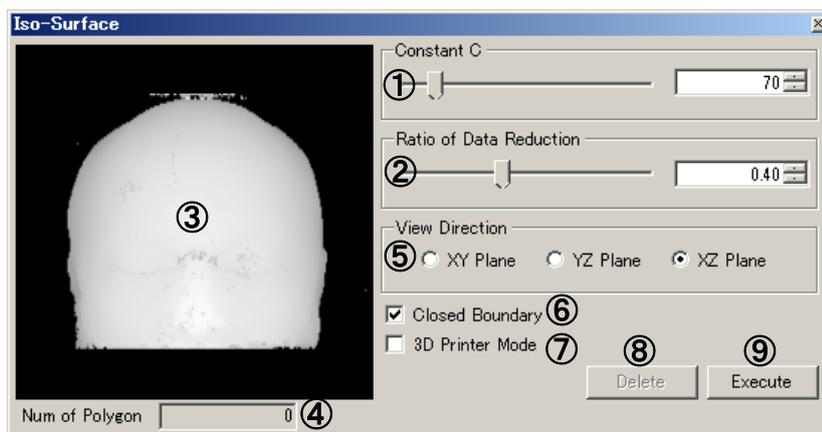 Iso-Surface
Constant C
① 70
Ratio of Data Reduction
② 0.40
③
View Direction
⑤ XY Plane YZ Plane XZ Plane
Closed Boundary ⑥
3D Printer Mode ⑦
⑧ ⑨
Delete Execute
Num of Polygon 0 ④